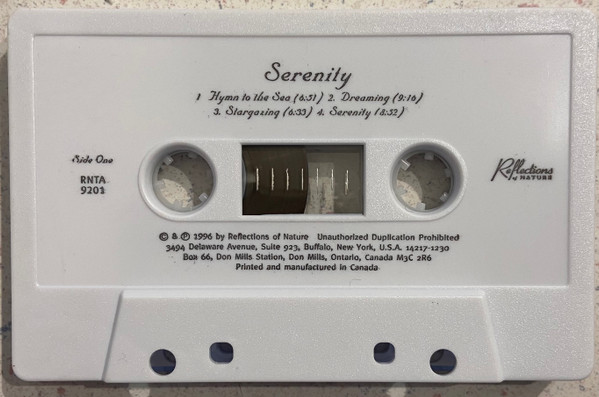 Serenity
1 Hymn to the Sea (6:51) 2. Dreaming (9:16)
3. Stargazing (6:33) 4. Serenity (8:52)
Side One
RNTA
9201
Reflections
of NATURE
© & ℗ 1996 by Reflections of Nature Unauthorized Duplication Prohibited
3494 Delaware Avenue, Suite 923, Buffalo, New York, U.S.A. 14217-1230
Box 66, Don Mills Station, Don Mills, Ontario, Canada M3C 2R6
Printed and manufactured in Canada